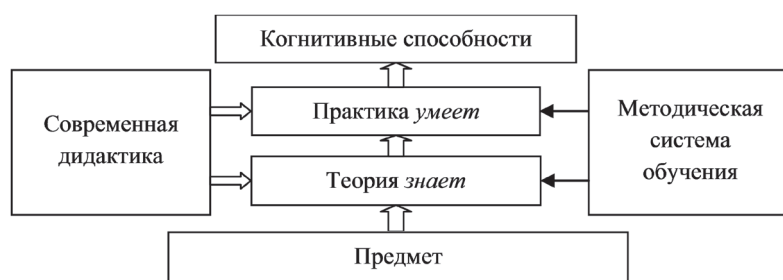 Когнитивные способности
Современная
дидактика
Практика умеет
Теория знает
Методическая
система
обучения
Предмет